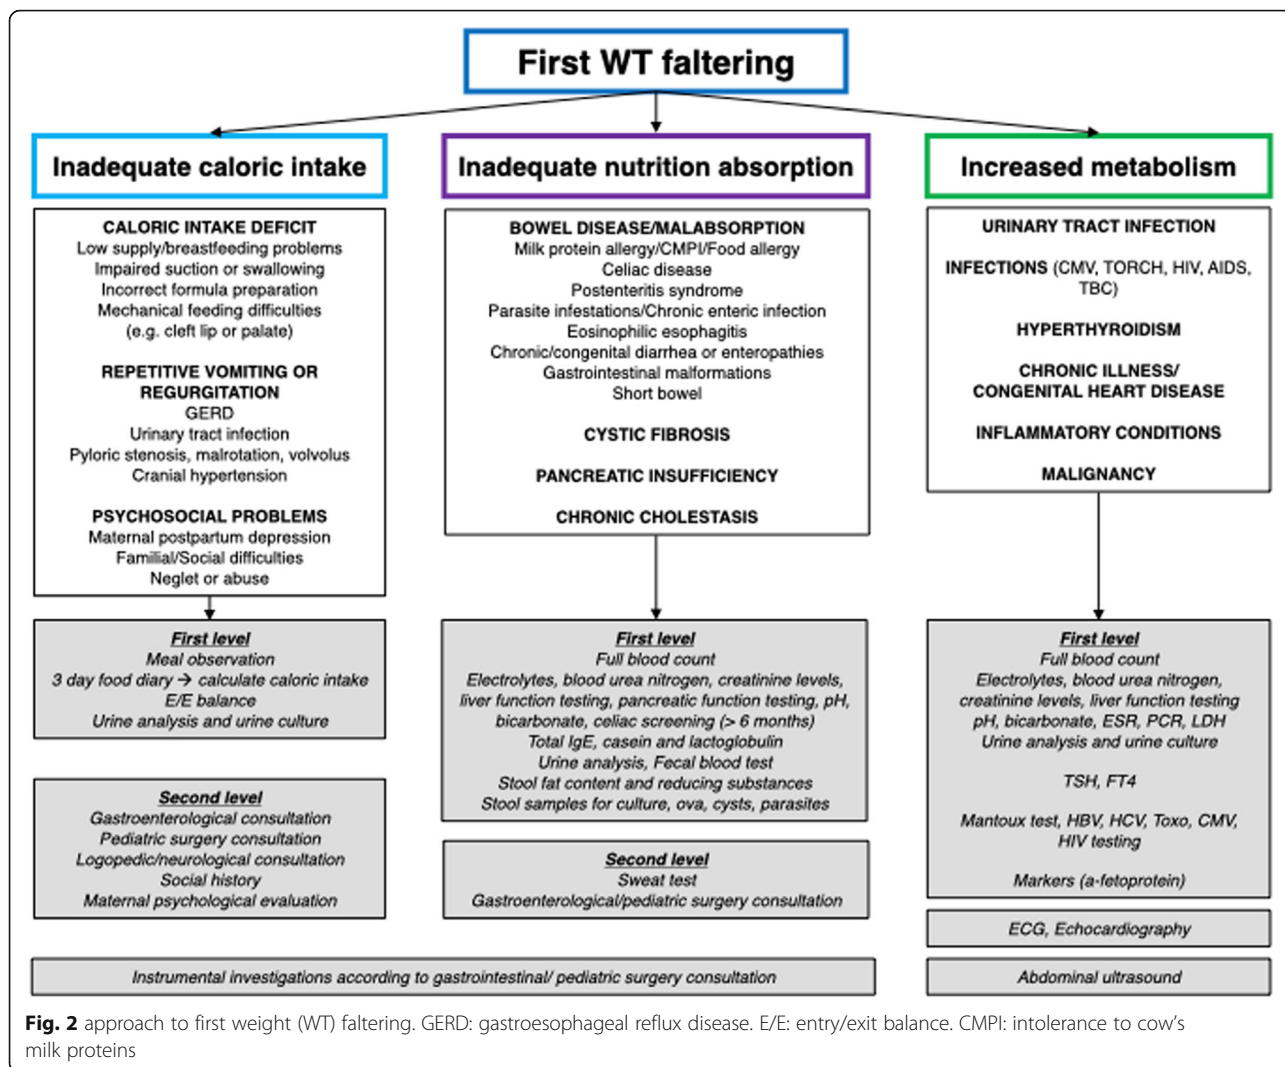 First WT faltering
Inadequate caloric intake
CALORIC INTAKE DEFICIT
Low supply/breastfeeding problems
Impaired suction or swallowing
Incorrect formula preparation
Mechanical feeding difficulties
(e.g. cleft lip or palate)
REPETITIVE VOMITING OR
REGURGITATION
GERD
Urinary tract infection
Pyloric stenosis, malrotation, volvolus
Cranial hypertension
PSYCHOSOCIAL PROBLEMS
Maternal postpartum depression
Familial/Social difficulties
Neglet or abuse
First level
Meal observation
3 day food diary → calculate caloric intake
E/E balance
Urine analysis and urine culture
Second level
Gastroenterological consultation
Pediatric surgery consultation
Logopedic/neurological consultation
Social history
Maternal psychological evaluation
Inadequate nutrition absorption
BOWEL DISEASE/MALABSORPTION
Milk protein allergy/CMPI/Food allergy
Celiac disease
Postenteritis syndrome
Parasite infestations/Chronic enteric infection
Eosinophilic esophagitis
Chronic/congenital diarrhea or enteropathies
Gastrointestinal malformations
Short bowel
CYSTIC FIBROSIS
PANCREATIC INSUFFICIENCY
CHRONIC CHOLESTASIS
First level
Full blood count
Electrolytes, blood urea nitrogen, creatinine levels,
liver function testing, pancreatic function testing, pH,
bicarbonate, celiac screening (> 6 months)
Total IgE, casein and lactoglobulin
Urine analysis, Fecal blood test
Stool fat content and reducing substances
Stool samples for culture, ova, cysts, parasites
Second level
Sweat test
Gastroenterological/pediatric surgery consultation
Instrumental investigations according to gastrointestinal/ pediatric surgery consultation
Increased metabolism
URINARY TRACT INFECTION
INFECTIONS (CMV, TORCH, HIV, AIDS,
TBC)
HYPERTHYROIDISM
CHRONIC ILLNESS/
CONGENITAL HEART DISEASE
INFLAMMATORY CONDITIONS
MALIGNANCY
First level
Full blood count
Electrolytes, blood urea nitrogen,
creatinine levels, liver function testing
pH, bicarbonate, ESR, PCR, LDH
Urine analysis and urine culture
TSH, FT4
Mantoux test, HBV, HCV, Toxo, CMV,
HIV testing
Markers (a-fetoprotein)
ECG, Echocardiography
Abdominal ultrasound
Fig. 2 approach to first weight (WT) faltering. GERD: gastroesophageal reflux disease. E/E: entry/exit balance. CMPI: intolerance to cow's
milk proteins